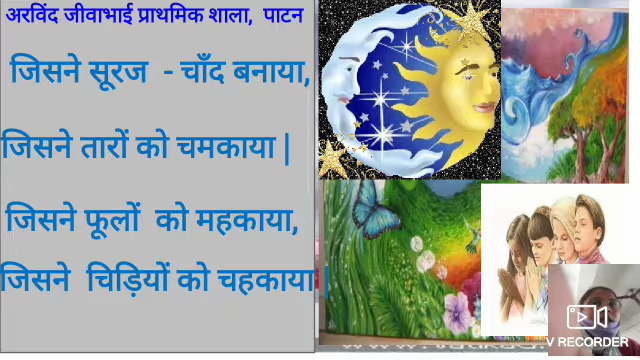 अरविंद जीवाभाई प्राथमिक शाला, पाटन
जिसने सूरज - चाँद बनाया,
जिसने तारों को चमकाया |
जिसने फूलों को महकाया,
जिसने चिड़ियों को चहकाया |
V RECORDER